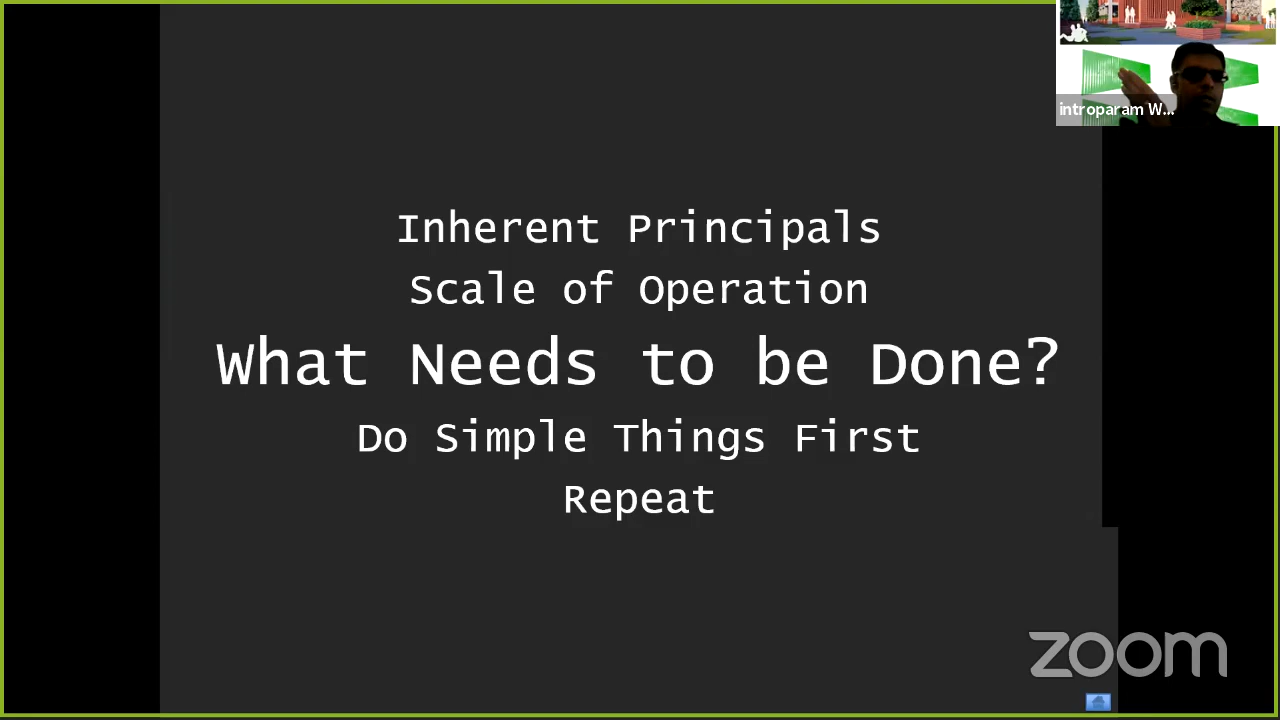 introparam W...
Inherent Principals
Scale of Operation
What Needs to be Done?
Do Simple Things First
Repeat
zoom